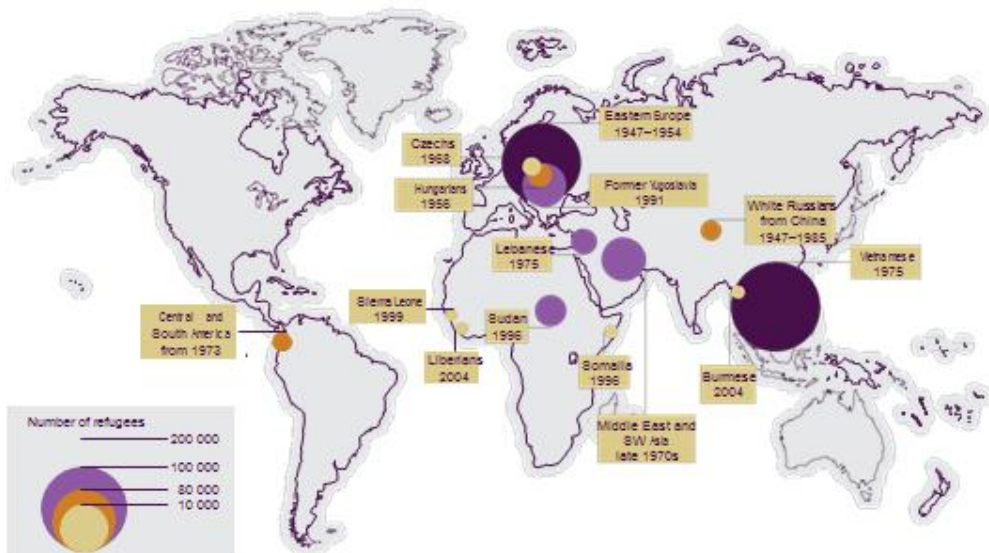 Eastern Europe
1947–1954
Czechs
1968
Hungarians
1956
Former Yugoslavia
1991
White Russians
from China
1947–1985
Lebanese
1975
Vietnamese
1975
Sierra Leone
1999
Sudan
1996
Central and
South America
from 1973
Liberians
2004
Somalia
1996
Burmese
2004
Middle East and
SW Asia
late 1970s
Number of refugees
200 000
100 000
80 000
10 000